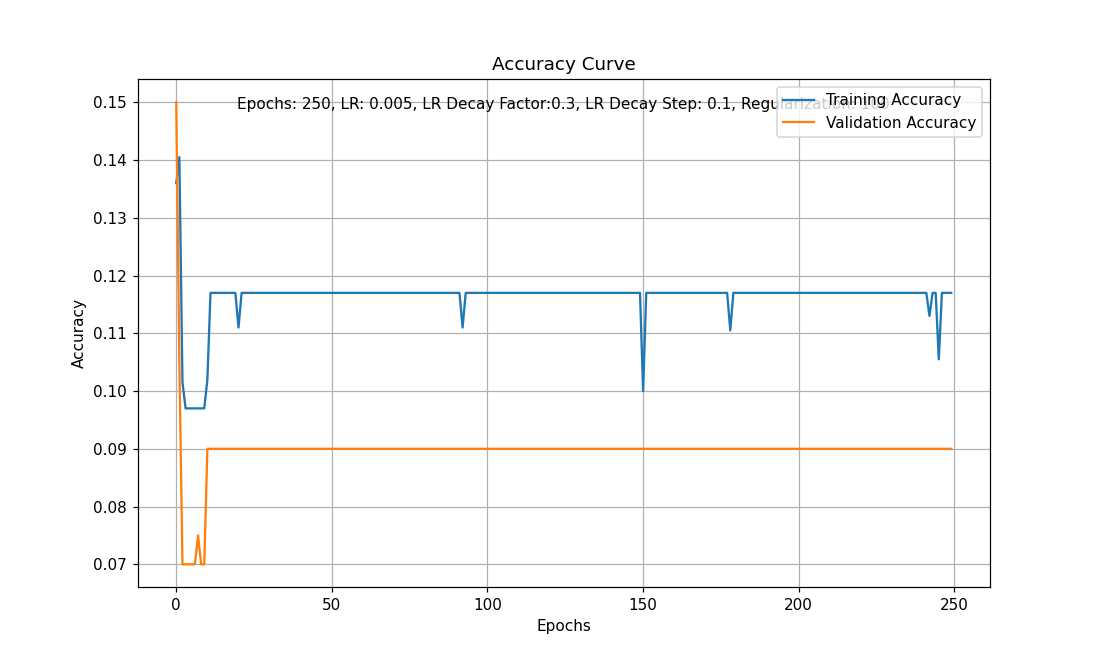 Accuracy Curve
Epochs: 250, LR: 0.005, LR Decay Factor:0.3, LR Decay Step: 0.1, Regularization: 100
Training Accuracy
Validation Accuracy
0.15
0.14
0.13
0.12
0.11
0.10
0.09
0.08
0.07
Accuracy
0
50
100
150
200
250
Epochs